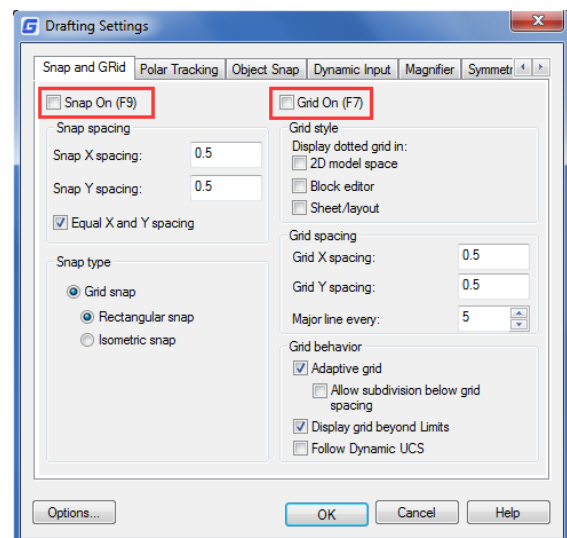 Drafting Settings
Snap and GRid Polar Tracking Object Snap Dynamic Input Magnifier Symmetr
Snap On (F9)
Snap spacing
Snap X spacing: 0.5
Snap Y spacing: 0.5
Equal X and Y spacing
Snap type
Grid snap
Rectangular snap
Isometric snap
Grid On (F7)
Grid style
Display dotted grid in:
2D model space
Block editor
Sheet/layout
Grid spacing
Grid X spacing: 0.5
Grid Y spacing: 0.5
Major line every: 5
Grid behavior
Adaptive grid
Allow subdivision below grid
spacing
Display grid beyond Limits
Follow Dynamic UCS
Options... OK Cancel Help